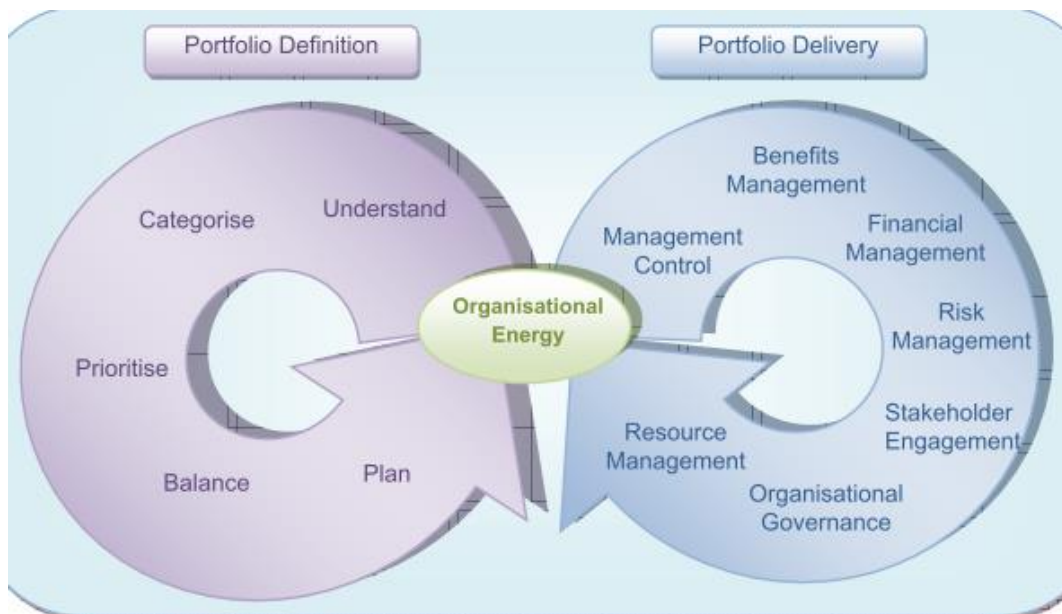 Portfolio Definition
Portfolio Delivery
Understand
Categorise
Prioritise
Balance
Plan
Organisational
Energy
Management
Control
Benefits
Management
Financial
Management
Risk
Management
Stakeholder
Engagement
Organisational
Governance
Resource
Management